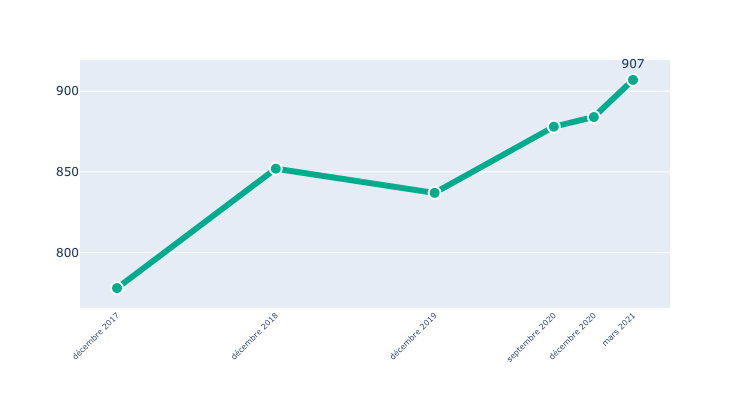 907
900
850
800
décembre 2017
décembre 2018
décembre 2019
septembre 2020
décembre 2020
mars 2021